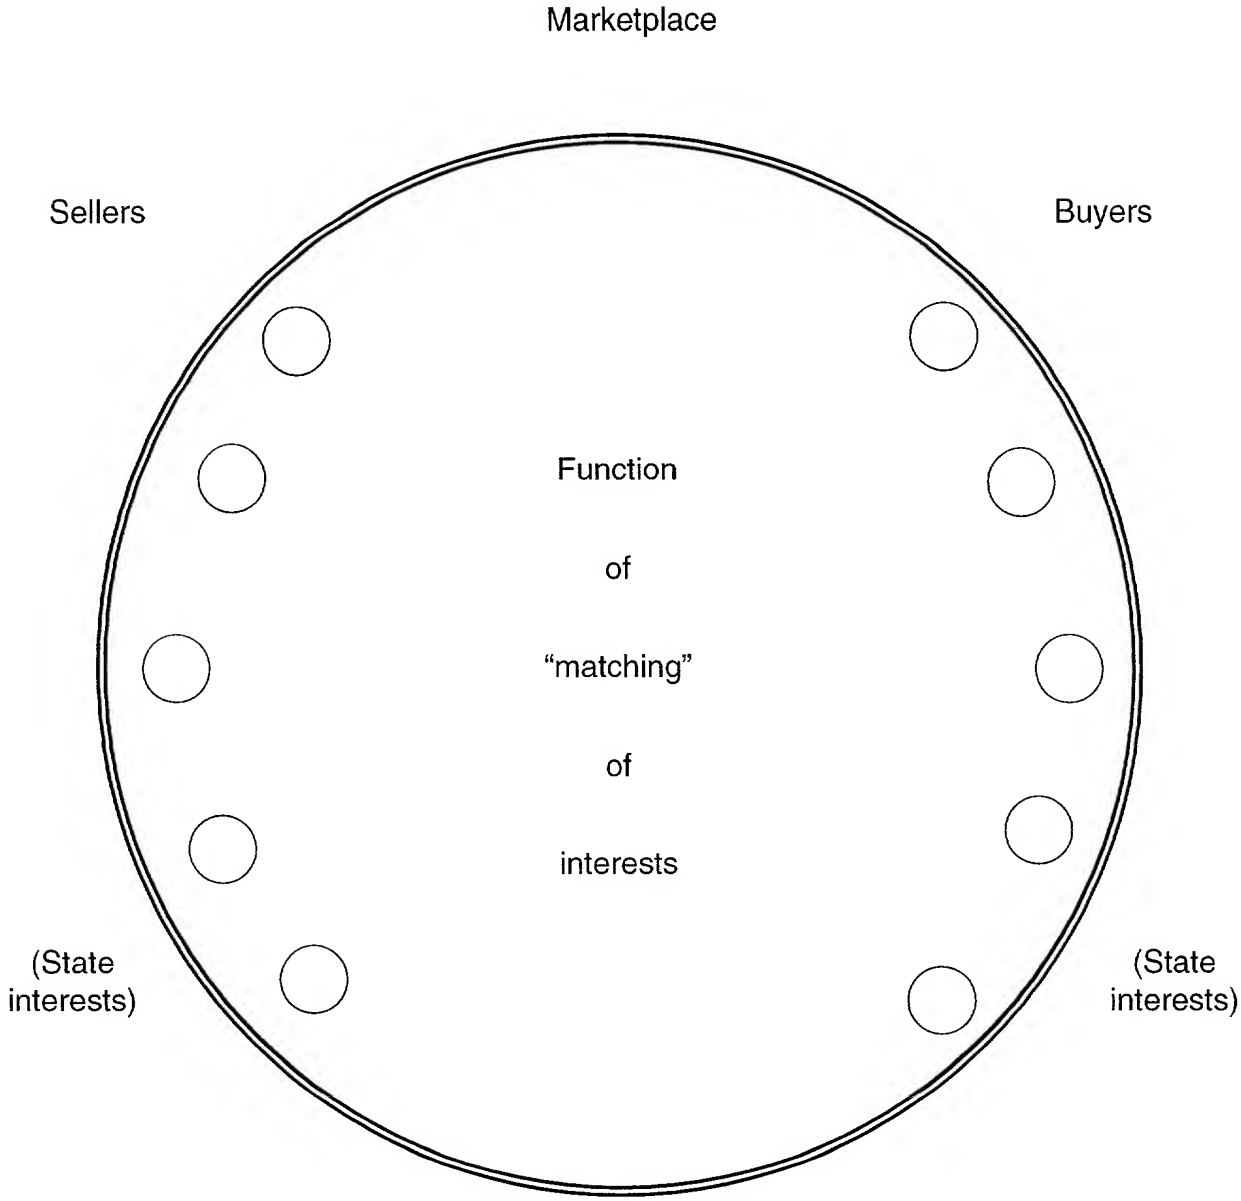 Marketplace
Sellers
Buyers
Function
of
“matching”
of
interests
(State
interests)
(State
interests)